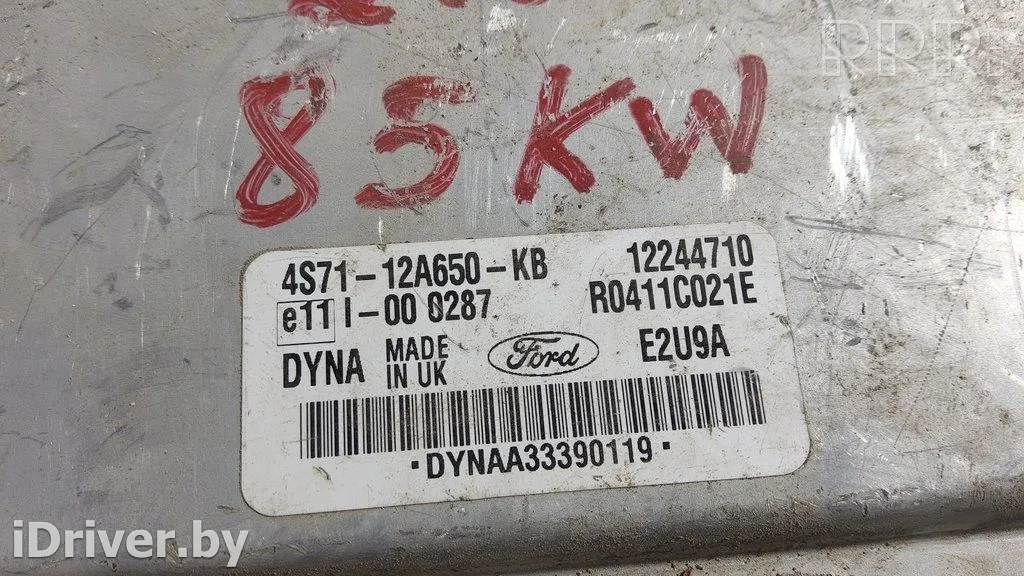 RRR
85KW
4S71-12A650-KB 12244710
e11 I-00 0287 R0411C021E
DYNA MADE IN UK Ford E2U9A
DYNAA33390119
iDriver.by